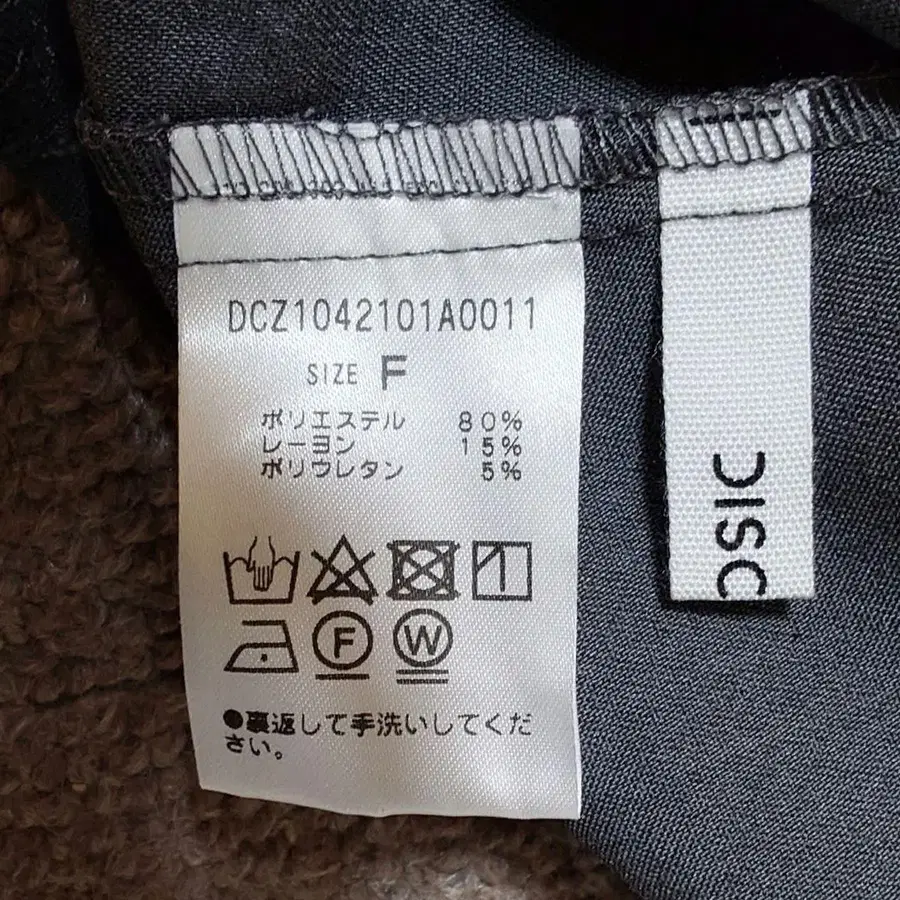 DCZ1042101A0011
SIZE F
ポリエステル 80%
レーヨン 15%
ポリウレタン 5%
F
W
●裏返して手洗いしてくだ
さい。